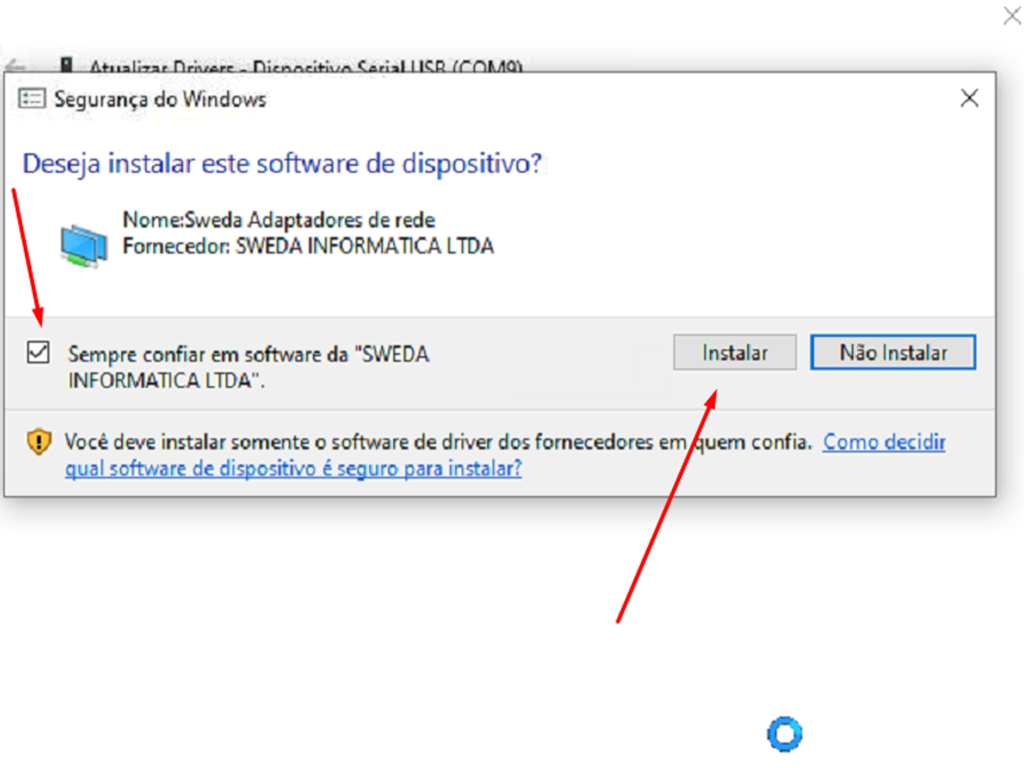 Atualizar Drivers - Dispositivo Serial USB (COM9)
Segurança do Windows
Deseja instalar este software de dispositivo?
Nome:Sweda Adaptadores de rede
Fornecedor: SWEDA INFORMATICA LTDA
Sempre confiar em software da "SWEDA
INFORMATICA LTDA".
Instalar
Não Instalar
Você deve instalar somente o software de driver dos fornecedores em quem confia. Como decidir
qual software de dispositivo é seguro para instalar?